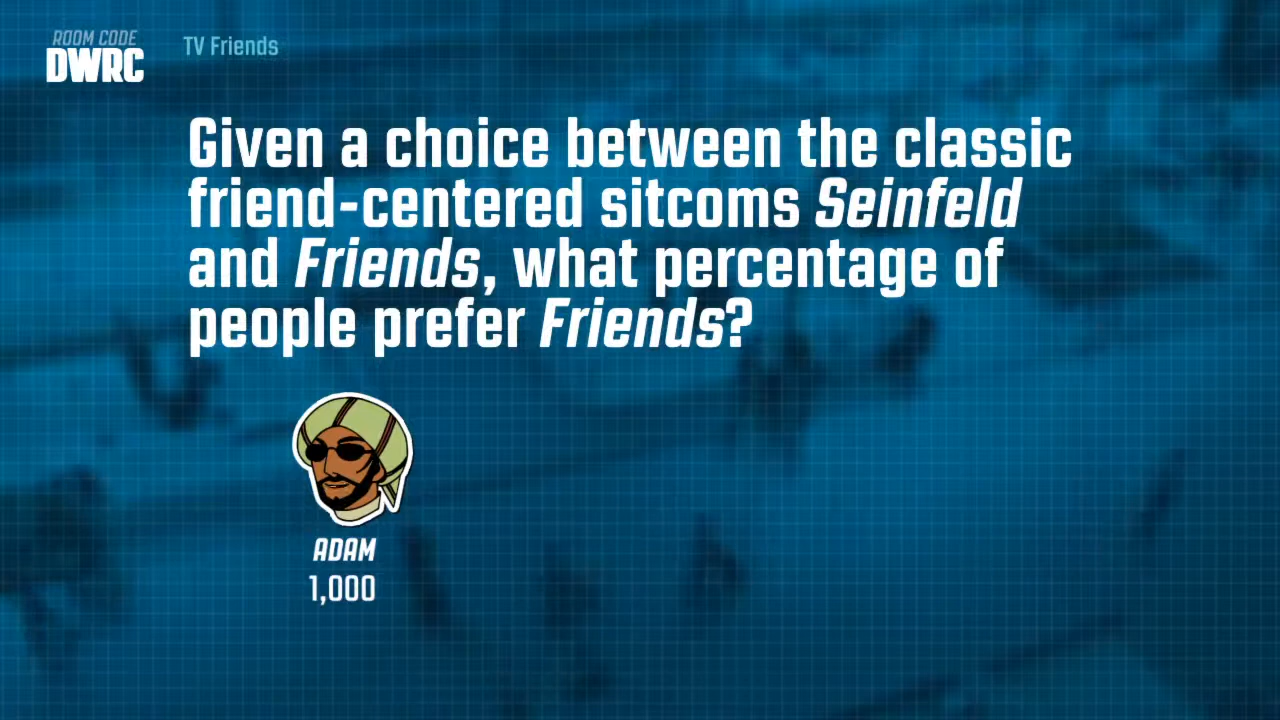 ROOM CODE
DWRC
TV Friends
Given a choice between the classic
friend-centered sitcoms Seinfeld
and Friends, what percentage of
people prefer Friends?
ADAM
1,000